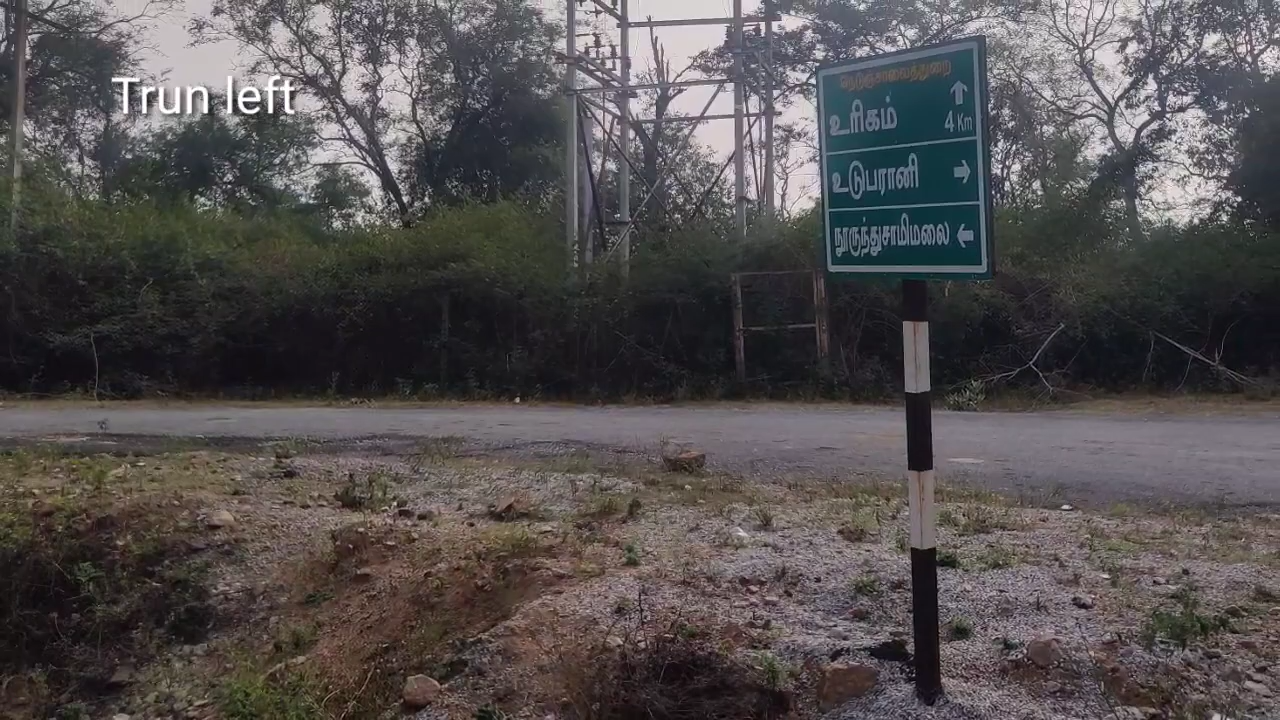 Trun left
நெடுஞ்சாலைத்துறை
உரிகம்
4 Km
உடுபரானி
நூருந்துசாமிமலை